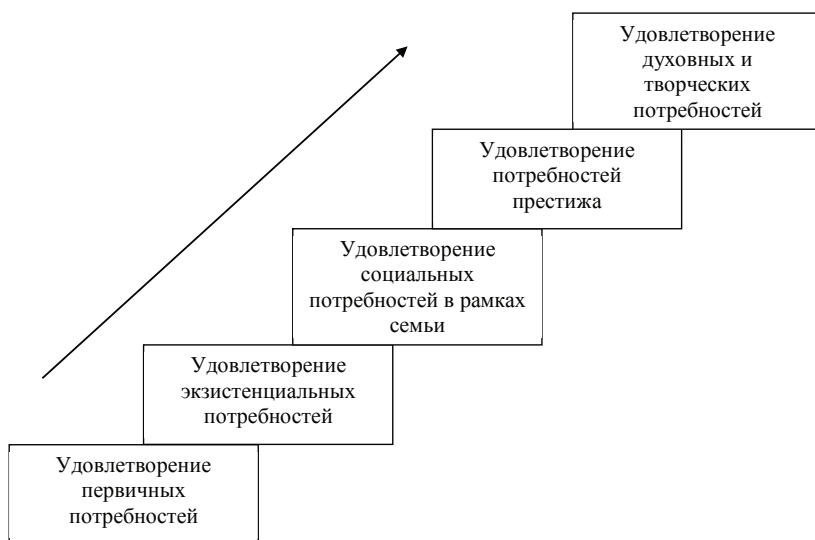 Удовлетворение
духовных и
творческих
потребностей
Удовлетворение
потребностей
престижа
Удовлетворение
социальных
потребностей в рамках
семьи
Удовлетворение
экзистенциальных
потребностей
Удовлетворение
первичных
потребностей